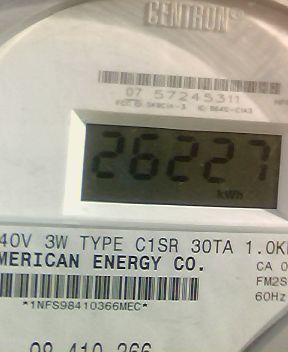 CENTRON®
07 57245311
26227
kWh
40V 3W TYPE C1SR 30TA 1.0K
MERICAN ENERGY CO.
CA 0
FM2S
60Hz
*1NFS98410366MEC*
98 410 366